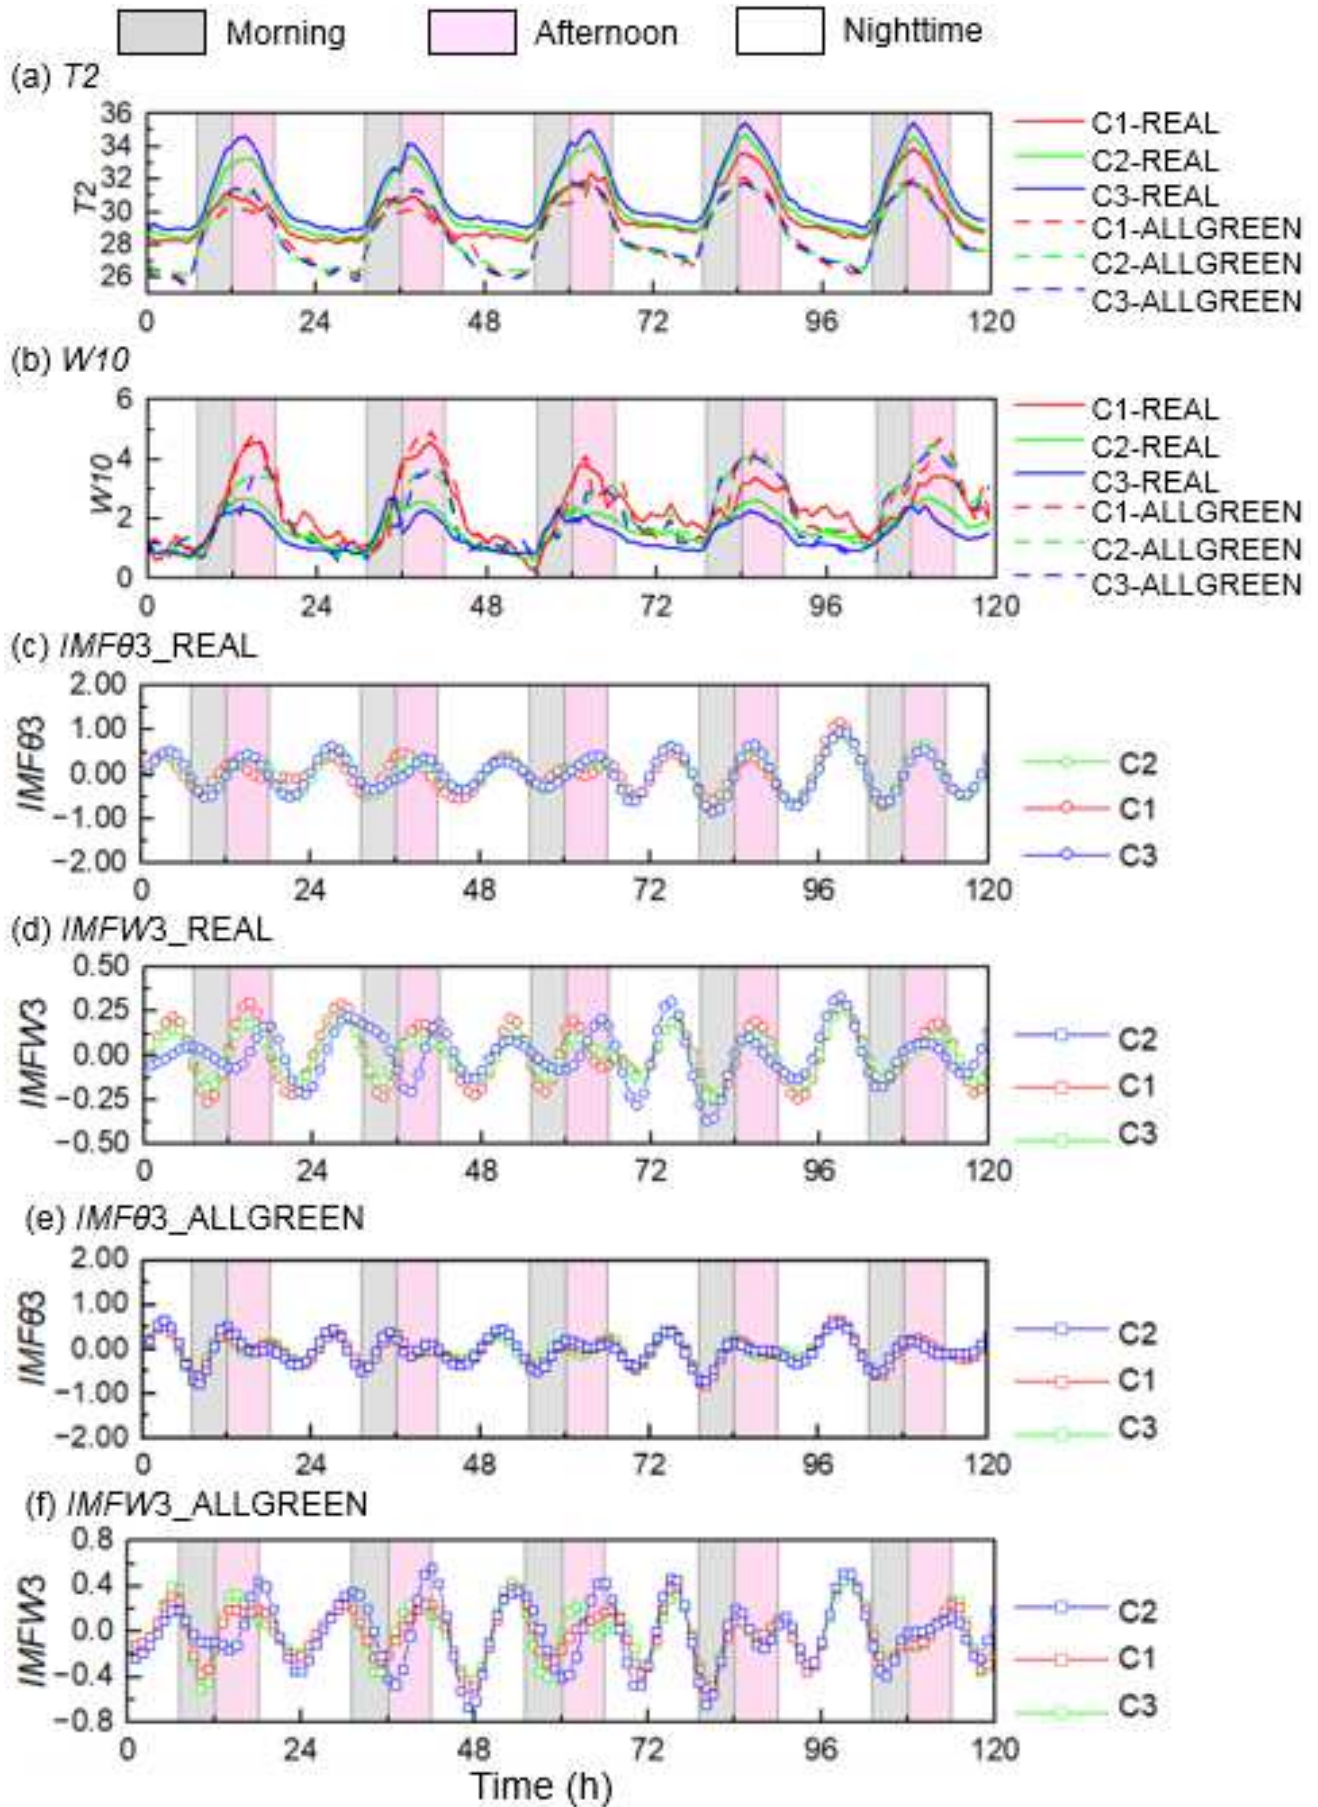 Morning Afternoon Nighttime
(a) T2
T2
36
34
32
30
28
26
0 24 48 72 96 120
C1-REAL
C2-REAL
C3-REAL
C1-ALLGREEN
C2-ALLGREEN
C3-ALLGREEN
(b) W10
W10
6
4
2
0
0 24 48 72 96 120
C1-REAL
C2-REAL
C3-REAL
C1-ALLGREEN
C2-ALLGREEN
C3-ALLGREEN
(c) IMFθ3_REAL
IMFθ3
2.00
1.00
0.00
−1.00
−2.00
0 24 48 72 96 120
C2
C1
C3
(d) IMFW3_REAL
IMFW3
0.50
0.25
0.00
−0.25
−0.50
0 24 48 72 96 120
C2
C1
C3
(e) IMFθ3_ALLGREEN
IMFθ3
2.00
1.00
0.00
−1.00
−2.00
0 24 48 72 96 120
C2
C1
C3
(f) IMFW3_ALLGREEN
IMFW3
0.8
0.4
0.0
−0.4
−0.8
0 24 48 72 96 120
C2
C1
C3
Time (h)